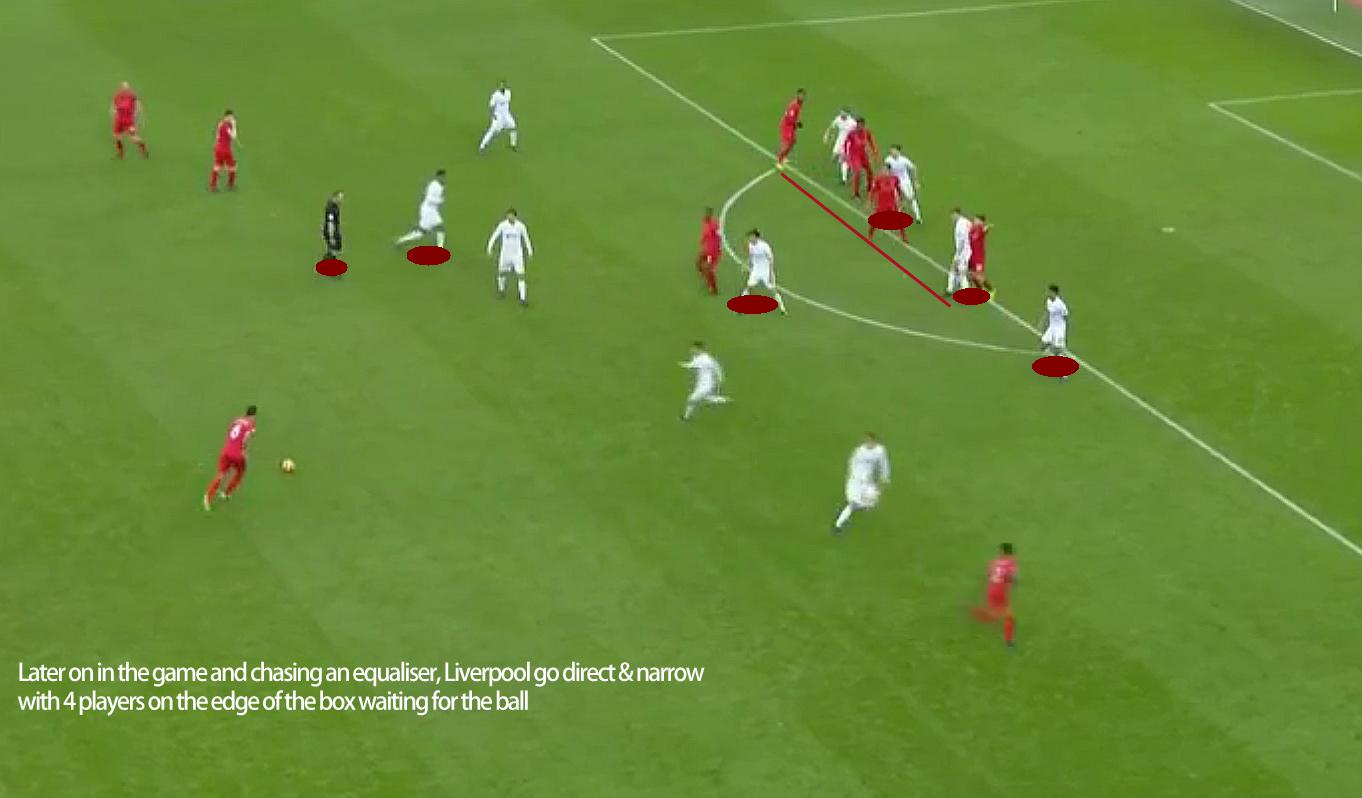 Later on in the game and chasing an equaliser, Liverpool go direct & narrow
with 4 players on the edge of the box waiting for the ball